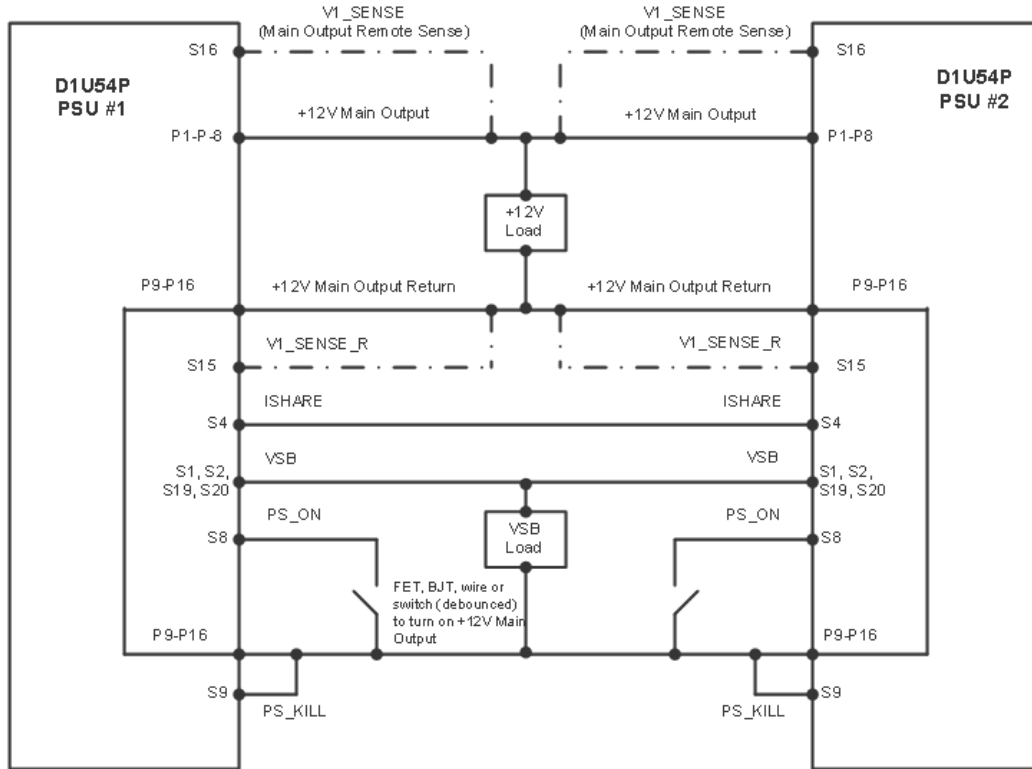 V1_SENSE
(Main Output Remote Sense)
V1_SENSE
(Main Output Remote Sense)
S16
S16
D1U54P
PSU #1
D1U54P
PSU #2
+12V Main Output
+12V Main Output
P1-P-8
P1-P8
+12V
Load
P9-P16
+12V Main Output Return
+12V Main Output Return
P9-P16
V1_SENSE_R
V1_SENSE_R
S15
S15
ISHARE
ISHARE
S4
S4
VSB
VSB
S1, S2,
S19, S20
S1, S2,
S19, S20
PS_ON
PS_ON
S8
S8
VSB
Load
FET, BJT, wire or
switch (debounced)
to turn on +12V Main
Output
P9-P16
P9-P16
S9
S9
PS_KILL
PS_KILL